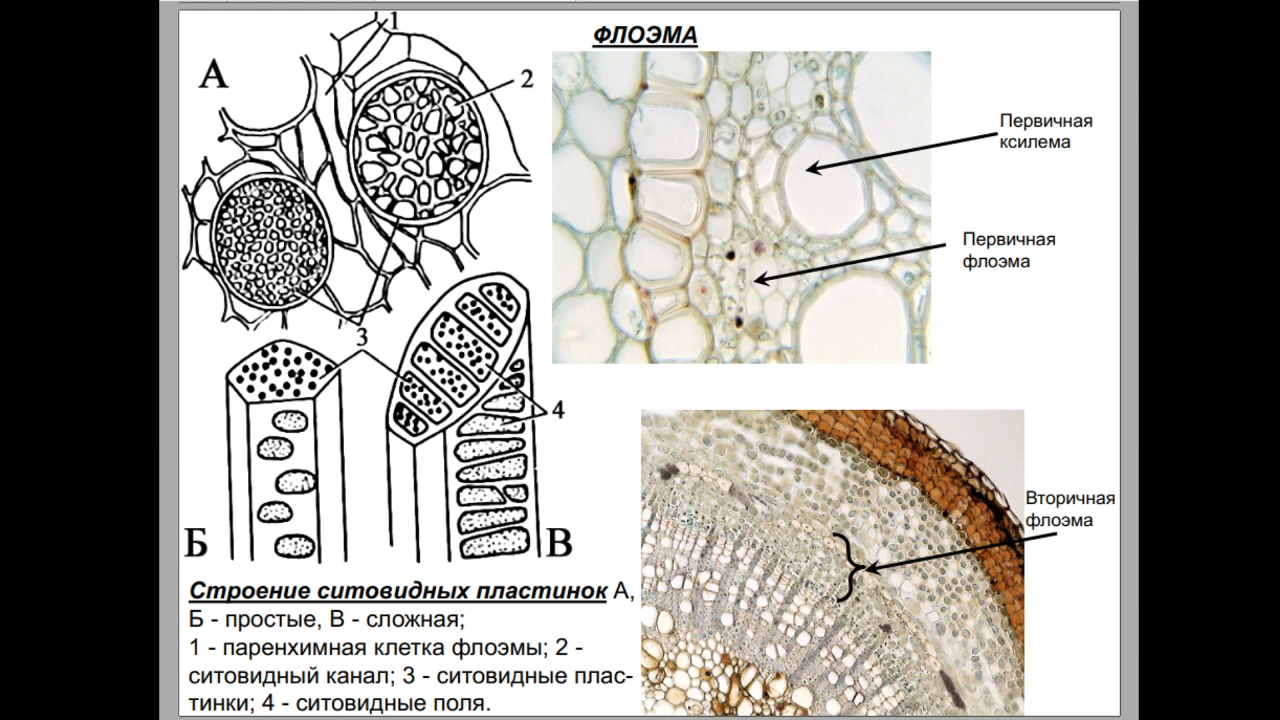 ФЛОЭМА
1
А
2
Первичная
ксилема
Первичная
флоэма
3
4
Вторичная
флоэма
Б
В
Строение ситовидных пластинок А,
Б - простые, В - сложная;
1 - паренхимная клетка флоэмы; 2 -
ситовидный канал; 3 - ситовидные плас-
тинки; 4 - ситовидные поля.